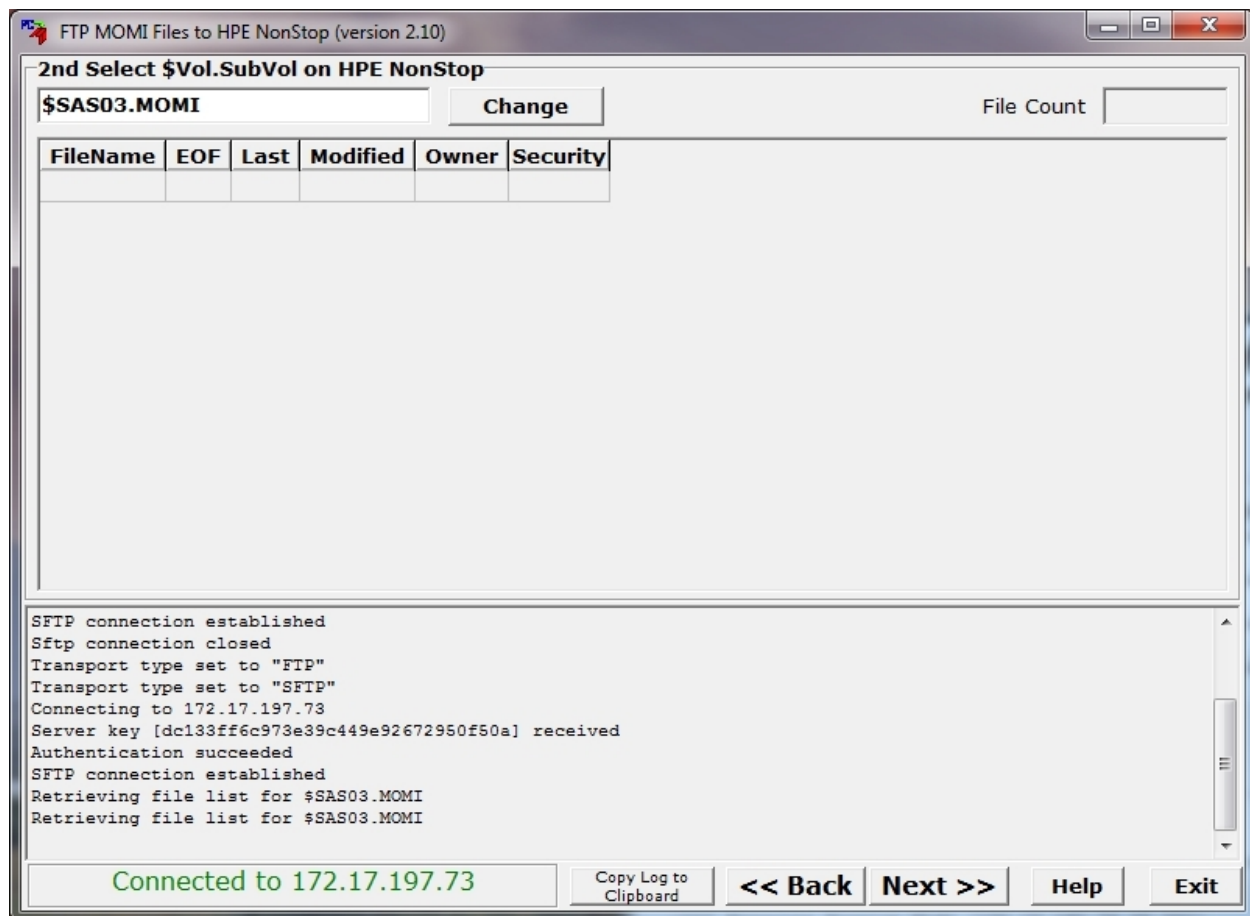 FTP MOMI Files to HPE NonStop (version 2.10)
2nd Select $Vol.SubVol on HPE NonStop
$SAS03.MOMI Change File Count
FileName EOF Last Modified Owner Security
SFTP connection established
Sftp connection closed
Transport type set to "FTP"
Transport type set to "SFTP"
Connecting to 172.17.197.73
Server key [dc133ff6c973e39c449e92672950f50a] received
Authentication succeeded
SFTP connection established
Retrieving file list for $SAS03.MOMI
Retrieving file list for $SAS03.MOMI
Connected to 172.17.197.73 Copy Log to Clipboard << Back Next >> Help Exit